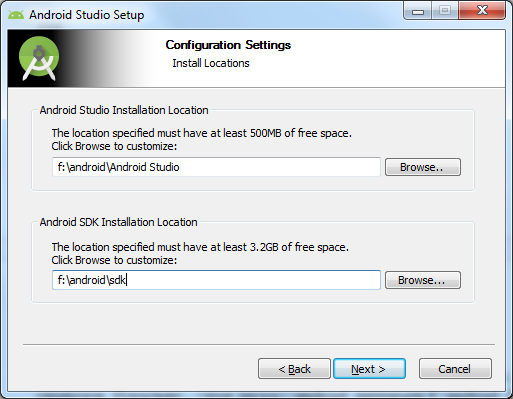 Android Studio Setup
Configuration Settings
Install Locations
Android Studio Installation Location
The location specified must have at least 500MB of free space.
Click Browse to customize:
f:\android\Android Studio
Browse..
Android SDK Installation Location
The location specified must have at least 3.2GB of free space.
Click Browse to customize:
f:\android\sdk
Browse...
< Back
Next >
Cancel